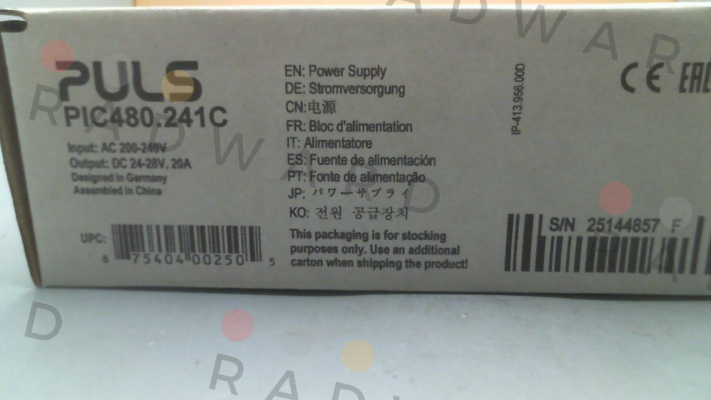 PULS
PIC480.241C
Input: AC 200-240V
Output: DC 24-28V, 20A
Designed in Germany
Assembled in China
UPC:
8 75404 00250 5
EN: Power Supply
DE: Stromversorgung
CN:电源
FR: Bloc d'alimentation
IT: Alimentatore
ES: Fuente de alimentación
PT: Fonte de alimentação
JP: パワーサプライ
KO: 전원 공급장치
This packaging is for stocking
purposes only. Use an additional
carton when shipping the product!
IP-413.956.00D
CE EAC
S/N 25144857 F
RADWAR
RADWAR
RADWAR